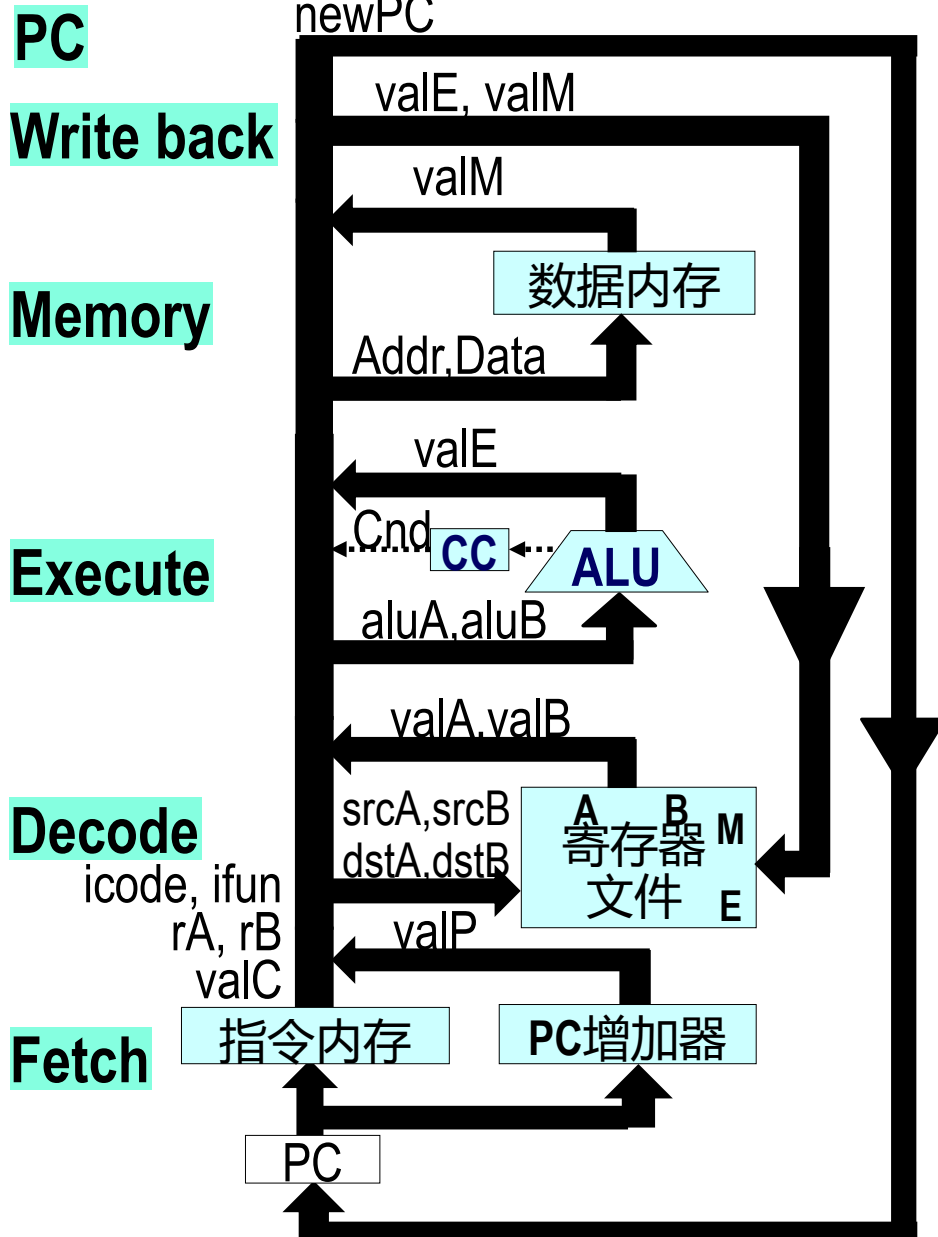 newPC
PC
valE, valM
Write back
valM
数据内存
Memory
Addr,Data
valE
Cnd
CC
ALU
Execute
aluA,aluB
valA,valB
srcA,srcB
A B
M
Decode
寄存器
dstA,dstB
文件
E
icode, ifun
rA, rB
valP
valC
指令内存
PC增加器
Fetch
PC